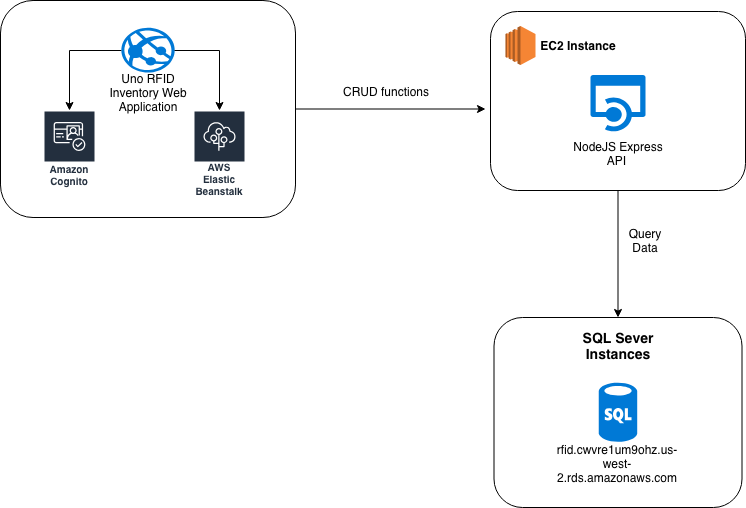 Uno RFID
Inventory Web
Application
Amazon
Cognito
AWS
Elastic
Beanstalk
CRUD functions
EC2 Instance
NodeJS Express
API
Query
Data
SQL Sever
Instances
SQL
rfid.cwvre1um9ohz.us-
west-
2.rds.amazonaws.com